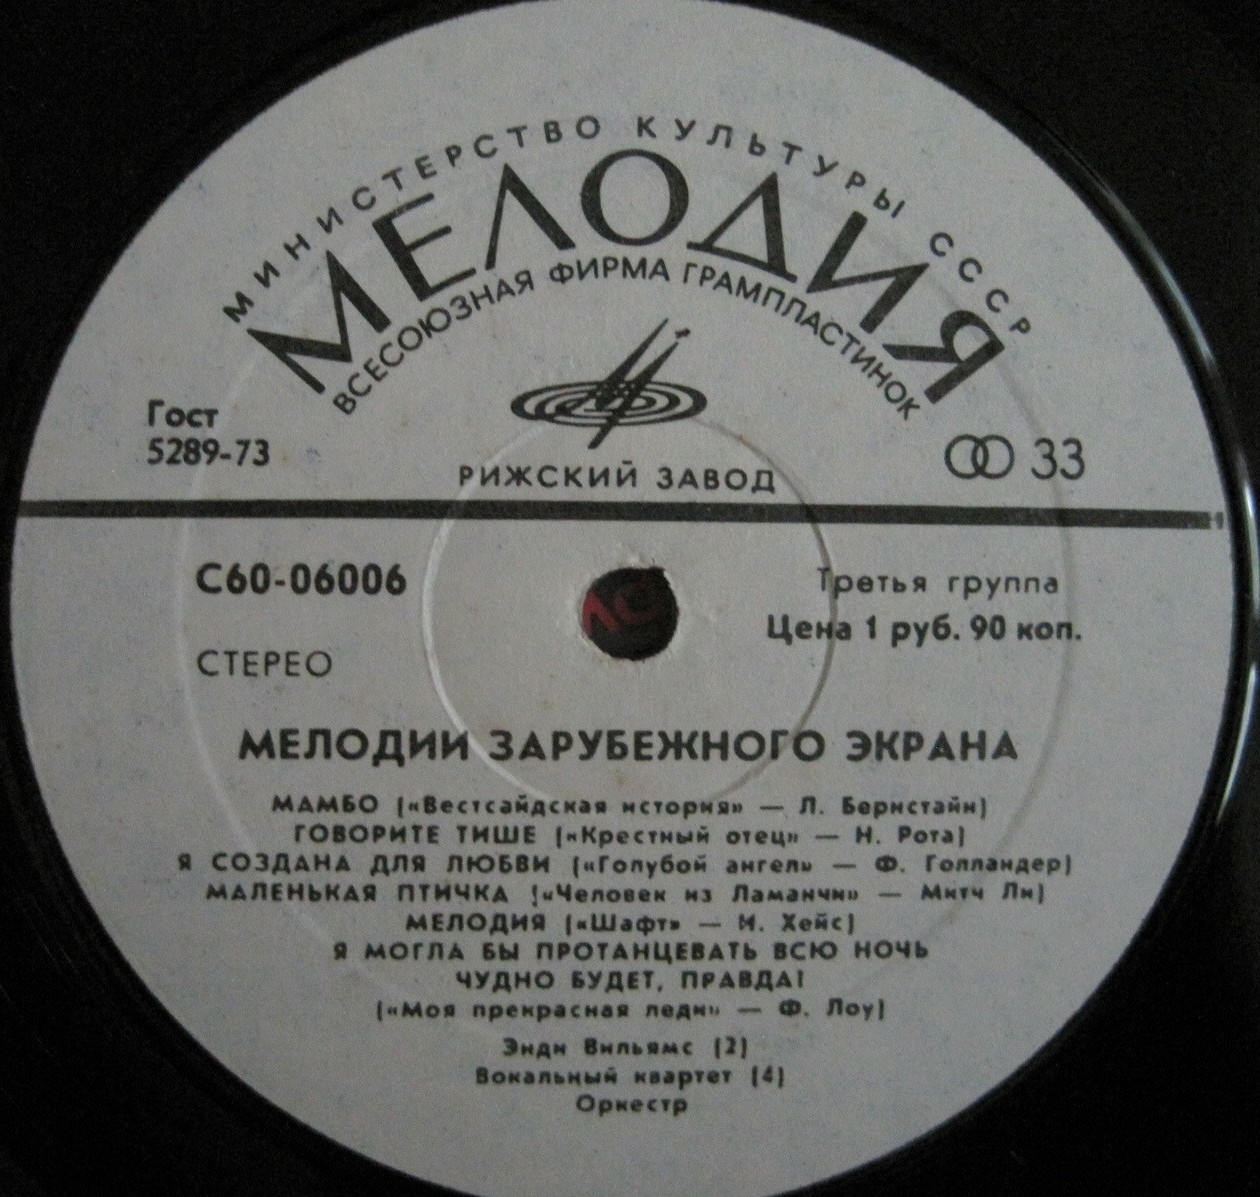 МИНИСТЕРСТВО КУЛЬТУРЫ СССР
МЕЛОДИЯ
ВСЕСОЮЗНАЯ ФИРМА ГРАМПЛАСТИНОК
Гост
5289-73
33
РИЖСКИЙ ЗАВОД
С60-06006
Третья группа
Цена 1 руб. 90 коп.
СТЕРЕО
МЕЛОДИИ ЗАРУБЕЖНОГО ЭКРАНА
МАМБО («Вестсайдская история» — Л. Бернстайн)
ГОВОРИТЕ ТИШЕ («Крестный отец» — Н. Рота)
Я СОЗДАНА ДЛЯ ЛЮБВИ («Голубой ангел» — Ф. Голландер)
МАЛЕНЬКАЯ ПТИЧКА («Человек из Ламанчи» — Митч Ли)
МЕЛОДИЯ («Шафт» — И. Хейс)
Я МОГЛА БЫ ПРОТАНЦЕВАТЬ ВСЮ НОЧЬ
ЧУДНО БУДЕТ, ПРАВДА?
(«Моя прекрасная леди» — Ф. Лоу)
Энди Вильямс (2)
Вокальный квартет (4)
Оркестр